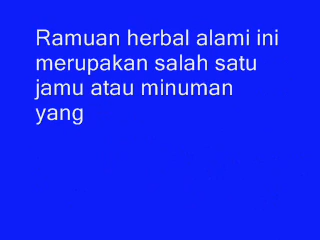 Ramuan herbal alami ini
merupakan salah satu
jamu atau minuman
yang